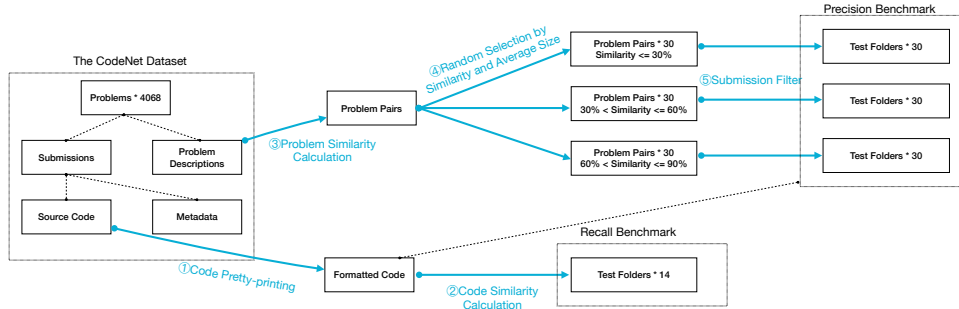 Precision Benchmark
The CodeNet Dataset
Problems * 4068
Submissions
Problem
Descriptions
Source Code
Metadata
③Problem Similarity
Calculation
Problem Pairs
④Random Selection by
Similarity and Average Size
Problem Pairs * 30
Similarity <= 30%
Problem Pairs * 30
30% < Similarity <= 60%
Problem Pairs * 30
60% < Similarity <= 90%
⑤Submission Filter
Test Folders * 30
Test Folders * 30
Test Folders * 30
①Code Pretty-printing
Formatted Code
②Code Similarity
Calculation
Recall Benchmark
Test Folders * 14